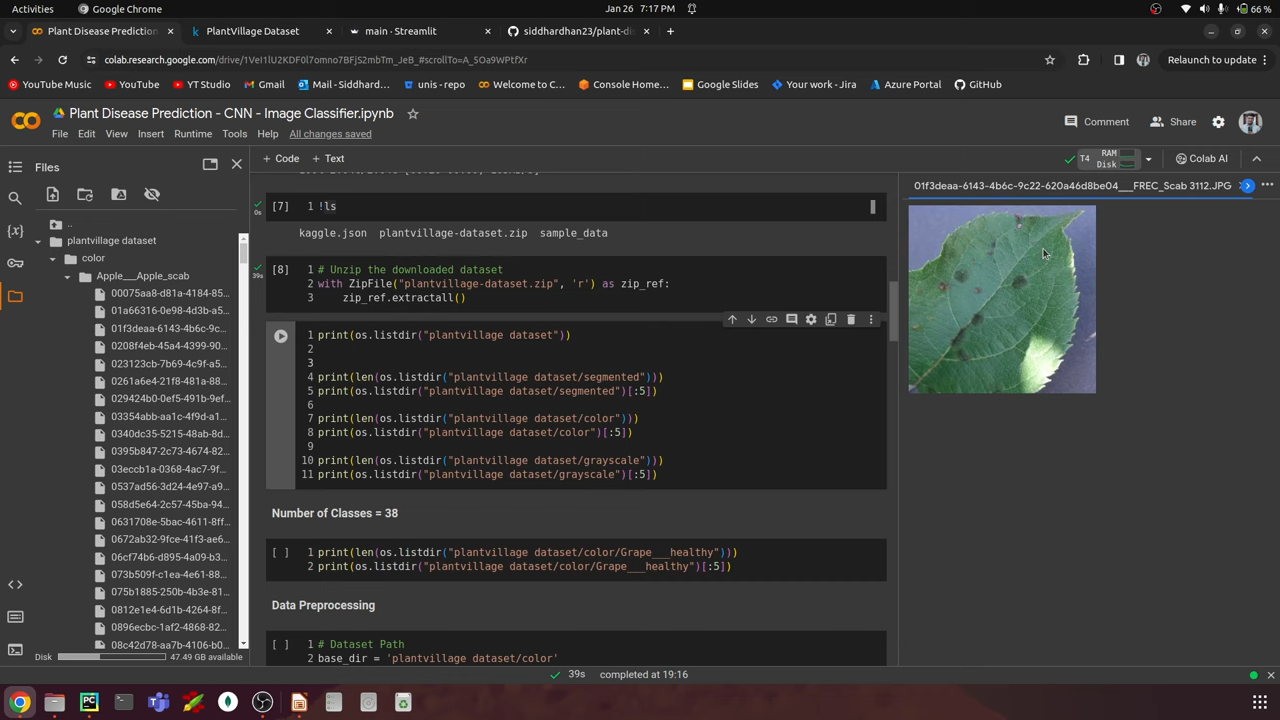 Activities
Google Chrome
Jan 26 7:17 PM
66 %
Plant Disease Prediction
PlantVillage Dataset
main · Streamlit
siddhardhan23/plant-dis
colab.research.google.com
YouTube Music
YouTube
YT Studio
Gmail
Mail - Siddhar...
unis - repo
Welcome to C...
Console Home...
Google Slides
Your work - Jira
Azure Portal
GitHub
Relaunch to update
Plant Disease Prediction - CNN - Image Classifier.ipynb
File Edit View Insert Runtime Tools Help All changes saved
Comment
Share
Files
+ Code + Text
T4 RAM
Disk
Colab AI
..
plantvillage dataset
color
Apple___Apple_scab
00075aa8-d81a-4184-85...
01a66316-0e98-4d3b-a5...
01f3deaa-6143-4b6c-9c...
0208f4eb-45a4-4399-90...
023123cb-7b69-4c9f-a5...
0261a6e4-21f8-481a-88...
029424b0-0ef5-491b-9ef...
03354abb-aa1c-4f9d-21...
0340dc35-5215-48ab-8d...
0395b847-2c73-4674-82...
03eccb1a-0368-4ac7-9f...
0537ad56-3d24-4e97-a9...
058d5e64-2c57-45ba-94...
0631708e-5bac-4611-8ff...
0672ab32-9fce-41f3-ae...
06cf74b6-d895-4a09-b3...
073b509f-c1ea-4e61-88...
075b1885-250b-4b3e-81...
0812e1e4-6d1b-4264-8f...
0896ecbc-1af2-4868-82...
08c42d78-aa7b-4106-b0...
Disk 47.49 GB available
[7] 1 !ls
0s
kaggle.json plantvillage-dataset.zip sample_data
[8] 1 # Unzip the downloaded dataset
39s
2 with ZipFile("plantvillage-dataset.zip", 'r') as zip_ref:
3 zip_ref.extractall()
1 print(os.listdir("plantvillage dataset"))
2
3
4 print(len(os.listdir("plantvillage dataset/segmented")))
5 print(os.listdir("plantvillage dataset/segmented")[:5])
6
7 print(len(os.listdir("plantvillage dataset/color")))
8 print(os.listdir("plantvillage dataset/color")[:5])
9
10 print(len(os.listdir("plantvillage dataset/grayscale")))
11 print(os.listdir("plantvillage dataset/grayscale")[:5])
Number of Classes = 38
[ ] 1 print(len(os.listdir("plantvillage dataset/color/Grape___healthy")))
2 print(os.listdir("plantvillage dataset/color/Grape___healthy")[:5])
Data Preprocessing
[ ] 1 # Dataset Path
2 base_dir = 'plantvillage dataset/color'
01f3deaa-6143-4b6c-9c22-620a46d8be04___FREC_Scab 3112.JPG
39s completed at 19:16